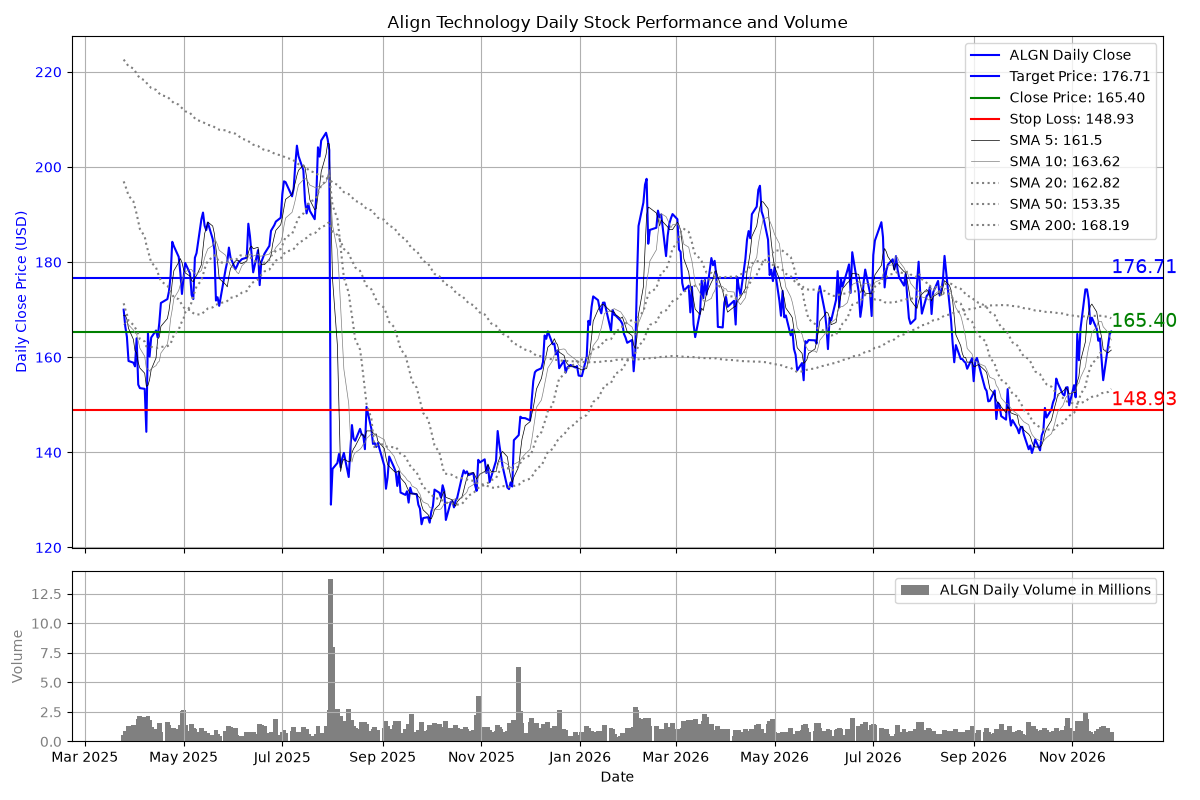 Align Technology Daily Stock Performance and Volume
220
200
180
160
140
120
Daily Close Price (USD)
ALGN Daily Close
Target Price: 176.71
Close Price: 165.40
Stop Loss: 148.93
SMA 5: 161.5
SMA 10: 163.62
SMA 20: 162.82
SMA 50: 153.35
SMA 200: 168.19
176.71
165.40
148.93
12.5
10.0
7.5
5.0
2.5
0.0
Volume
ALGN Daily Volume in Millions
Mar 2025 May 2025 Jul 2025 Sep 2025 Nov 2025 Jan 2026 Mar 2026 May 2026 Jul 2026 Sep 2026 Nov 2026
Date